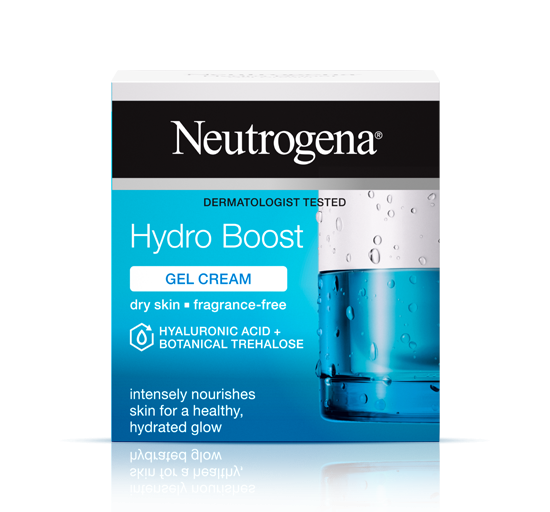 Neutrogena®
DERMATOLOGIST TESTED
Hydro Boost
GEL CREAM
dry skin ▪ fragrance-free
HYALURONIC ACID +
BOTANICAL TREHALOSE
intensely nourishes
skin for a healthy,
hydrated glow